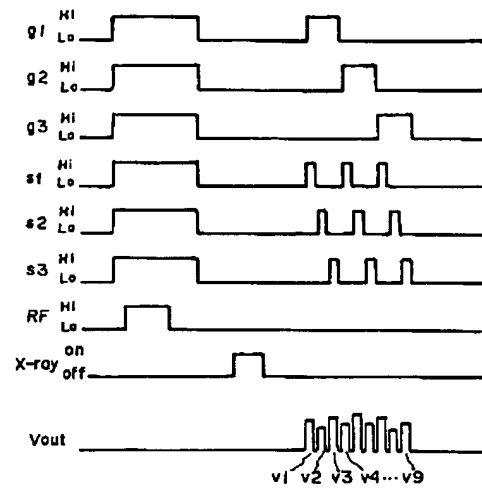 g1 Hi
Lo
g2 Hi
Lo
g3 Hi
Lo
s1 Hi
Lo
s2 Hi
Lo
s3 Hi
Lo
RF Hi
Lo
X-ray on
off
Vout
v1 v2 v3 v4 ··· v9